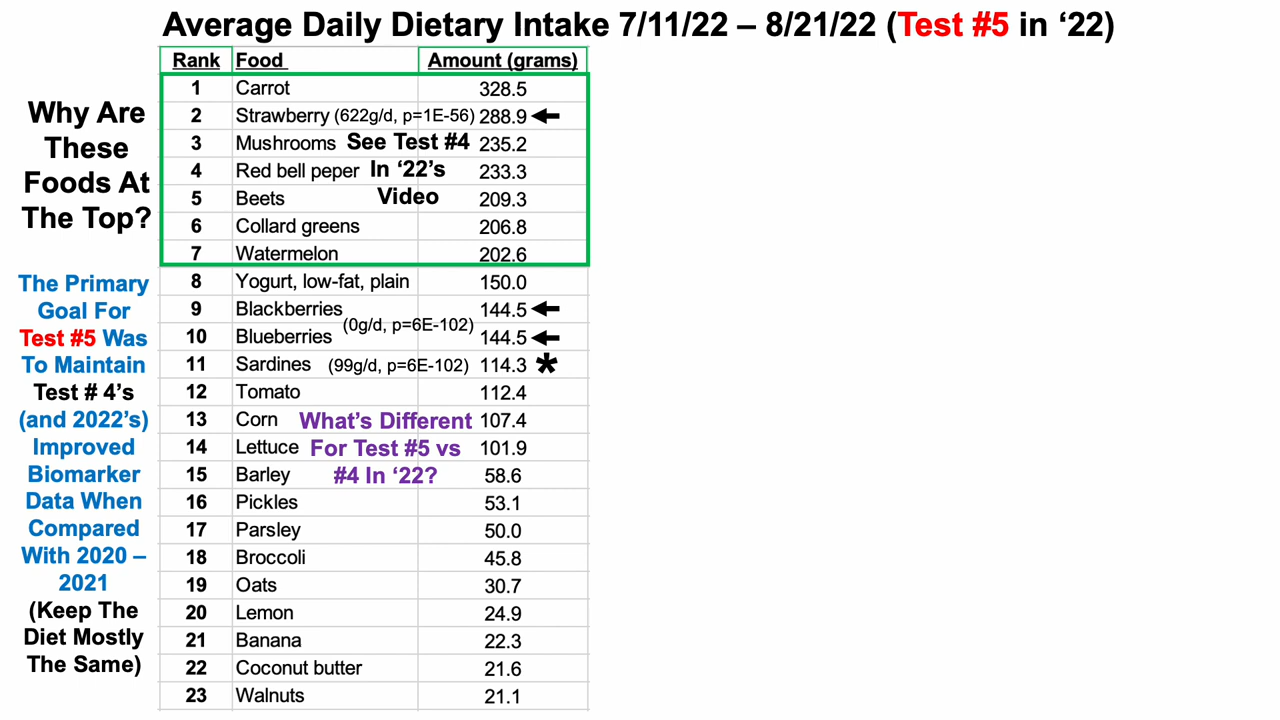 Average Daily Dietary Intake 7/11/22 – 8/21/22 (Test #5 in ‘22)
Why Are
These
Foods At
The Top?
The Primary
Goal For
Test #5 Was
To Maintain
Test # 4’s
(and 2022’s)
Improved
Biomarker
Data When
Compared
With 2020 –
2021
(Keep The
Diet Mostly
The Same)
Rank Food Amount (grams)
1 Carrot 328.5
2 Strawberry (622g/d, p=1E-56) 288.9
3 Mushrooms See Test #4 235.2
4 Red bell peper In ‘22’s 233.3
5 Beets Video 209.3
6 Collard greens 206.8
7 Watermelon 202.6
8 Yogurt, low-fat, plain 150.0
9 Blackberries 144.5
(0g/d, p=6E-102)
10 Blueberries 144.5
11 Sardines (99g/d, p=6E-102) 114.3 *
12 Tomato 112.4
13 Corn What’s Different 107.4
14 Lettuce For Test #5 vs 101.9
15 Barley #4 In ‘22? 58.6
16 Pickles 53.1
17 Parsley 50.0
18 Broccoli 45.8
19 Oats 30.7
20 Lemon 24.9
21 Banana 22.3
22 Coconut butter 21.6
23 Walnuts 21.1